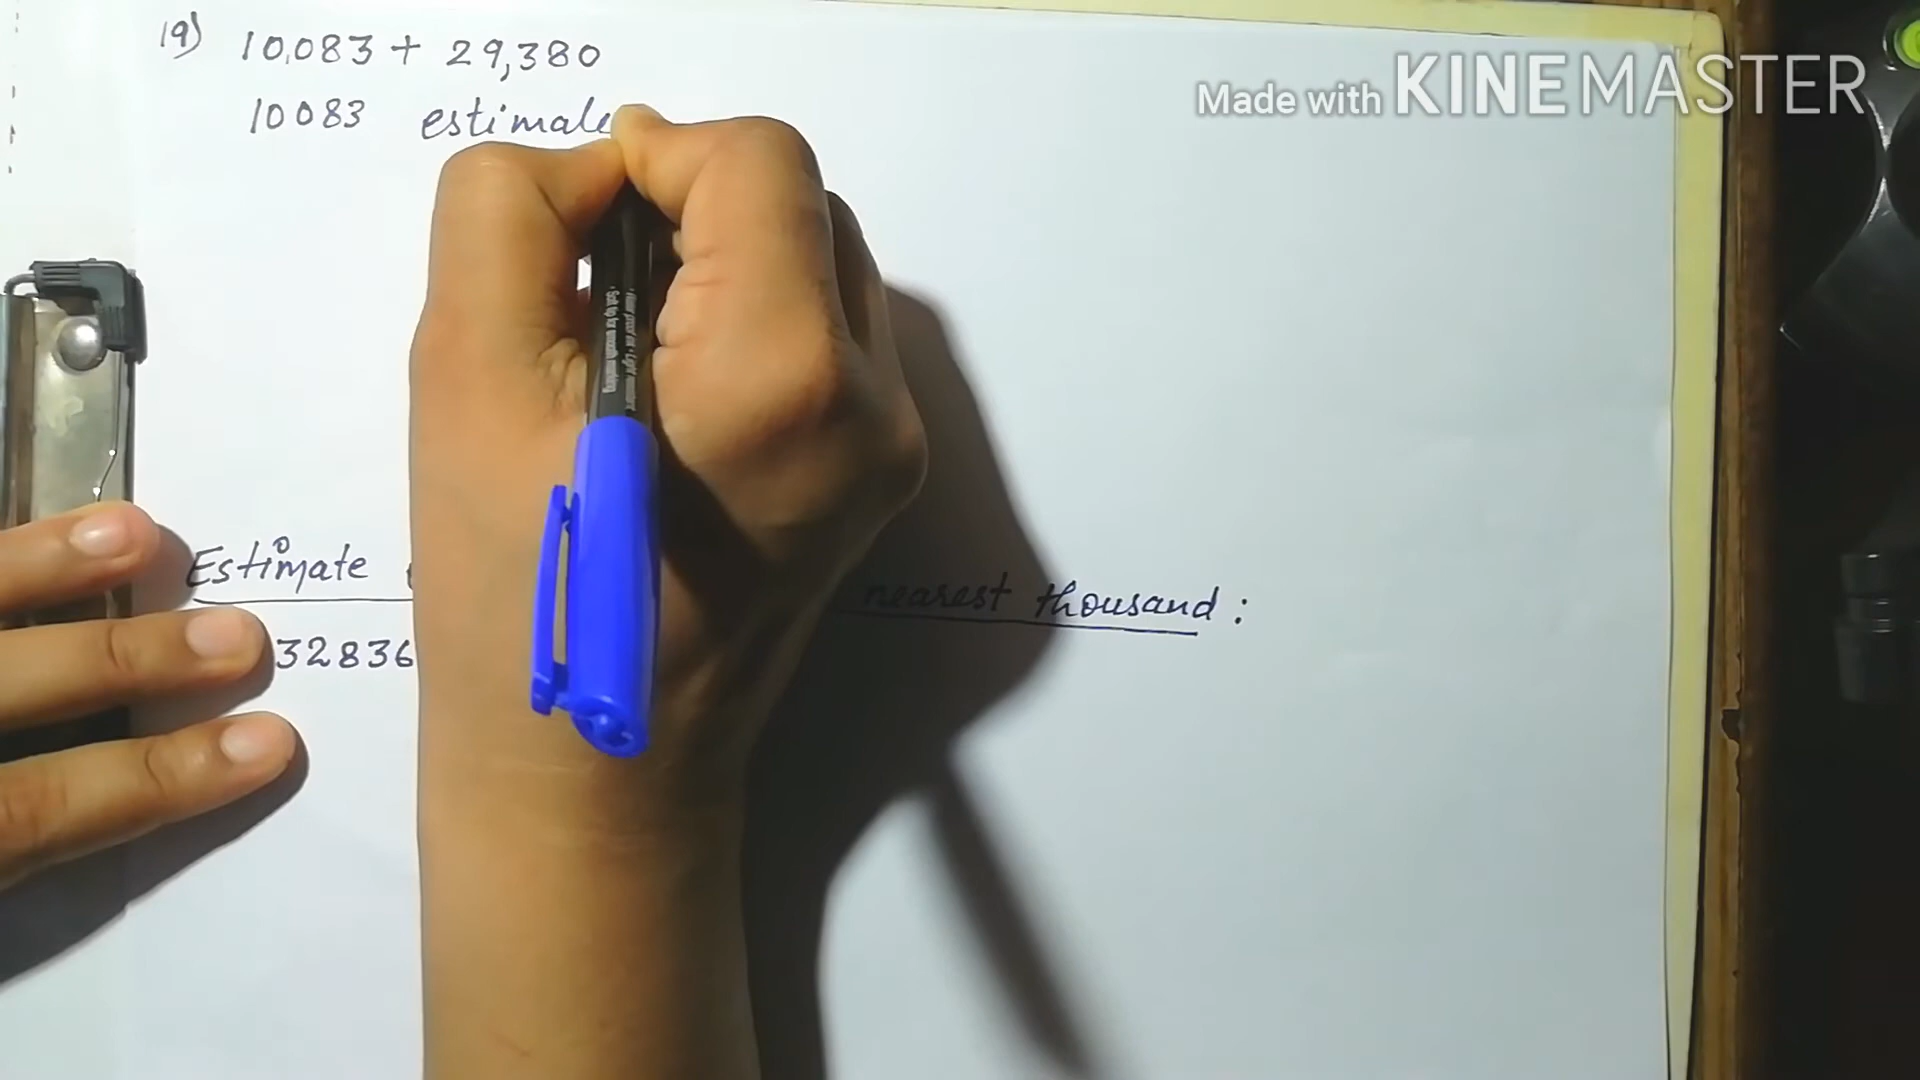 19) 10,083 + 29,380
10083 estimate
Estimate nearest thousand :
32836
Made with KINEMASTER